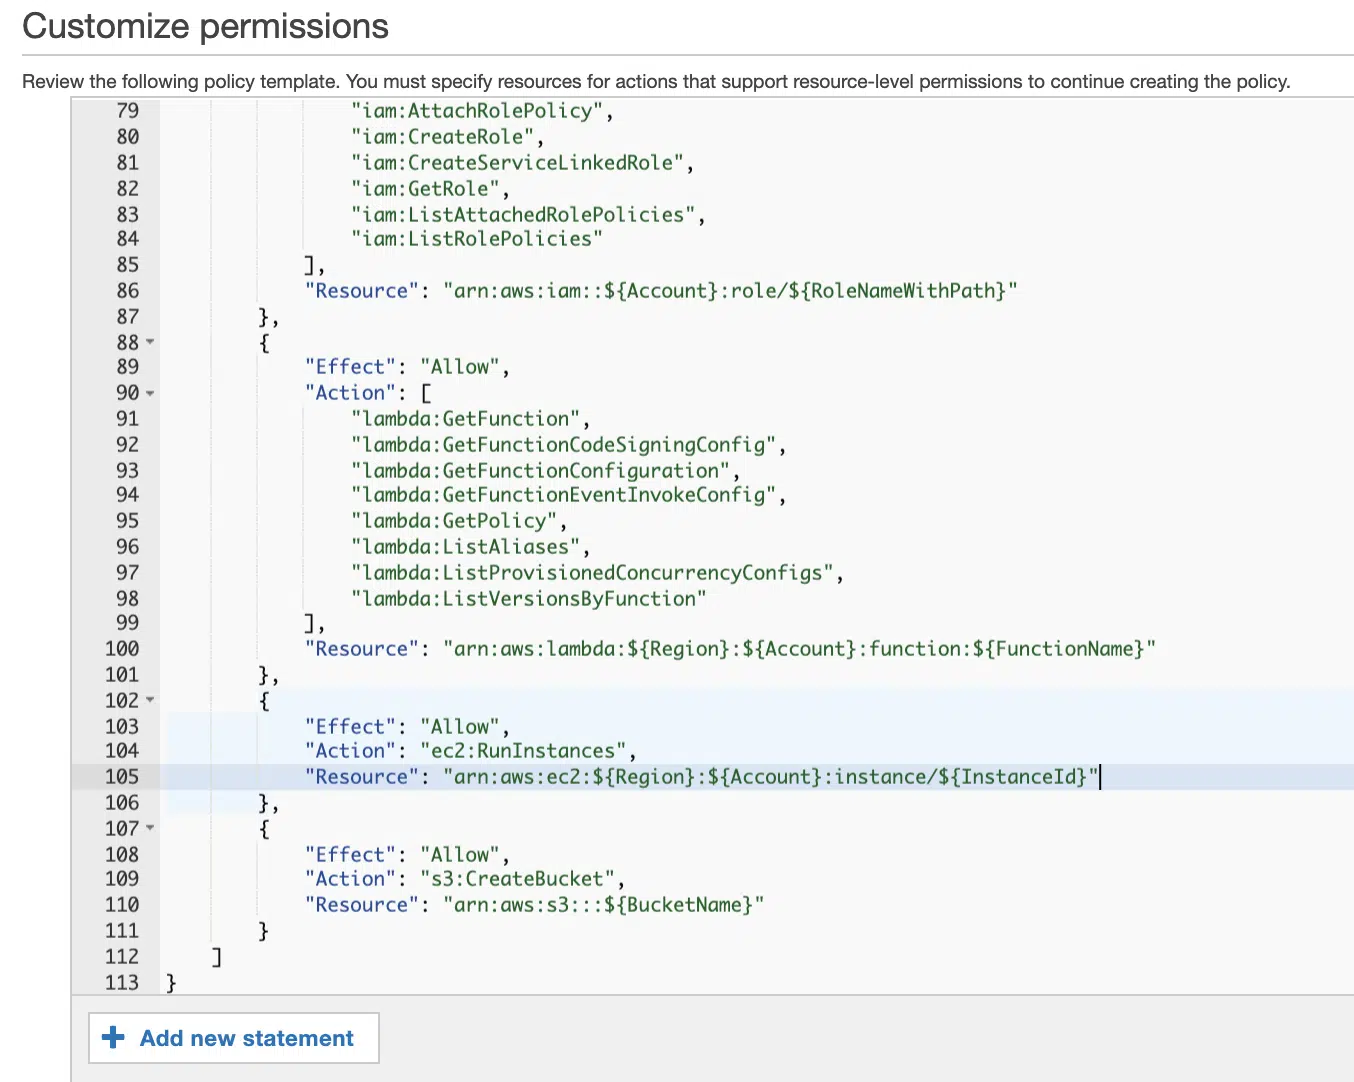 Customize permissions
Review the following policy template. You must specify resources for actions that support resource-level permissions to continue creating the policy.
79 "iam:AttachRolePolicy",
80 "iam:CreateRole",
81 "iam:CreateServiceLinkedRole",
82 "iam:GetRole",
83 "iam:ListAttachedRolePolicies",
84 "iam:ListRolePolicies"
85 ],
86 "Resource": "arn:aws:iam::${Account}:role/${RoleNameWithPath}"
87 },
88 {
89 "Effect": "Allow",
90 "Action": [
91 "lambda:GetFunction",
92 "lambda:GetFunctionCodeSigningConfig",
93 "lambda:GetFunctionConfiguration",
94 "lambda:GetFunctionEventInvokeConfig",
95 "lambda:GetPolicy",
96 "lambda:ListAliases",
97 "lambda:ListProvisionedConcurrencyConfigs",
98 "lambda:ListVersionsByFunction"
99 ],
100 "Resource": "arn:aws:lambda:${Region}:${Account}:function:${FunctionName}"
101 },
102 {
103 "Effect": "Allow",
104 "Action": "ec2:RunInstances",
105 "Resource": "arn:aws:ec2:${Region}:${Account}:instance/${InstanceId}"
106 },
107 {
108 "Effect": "Allow",
109 "Action": "s3:CreateBucket",
110 "Resource": "arn:aws:s3:::${BucketName}"
111 }
112 ]
113 }
+ Add new statement